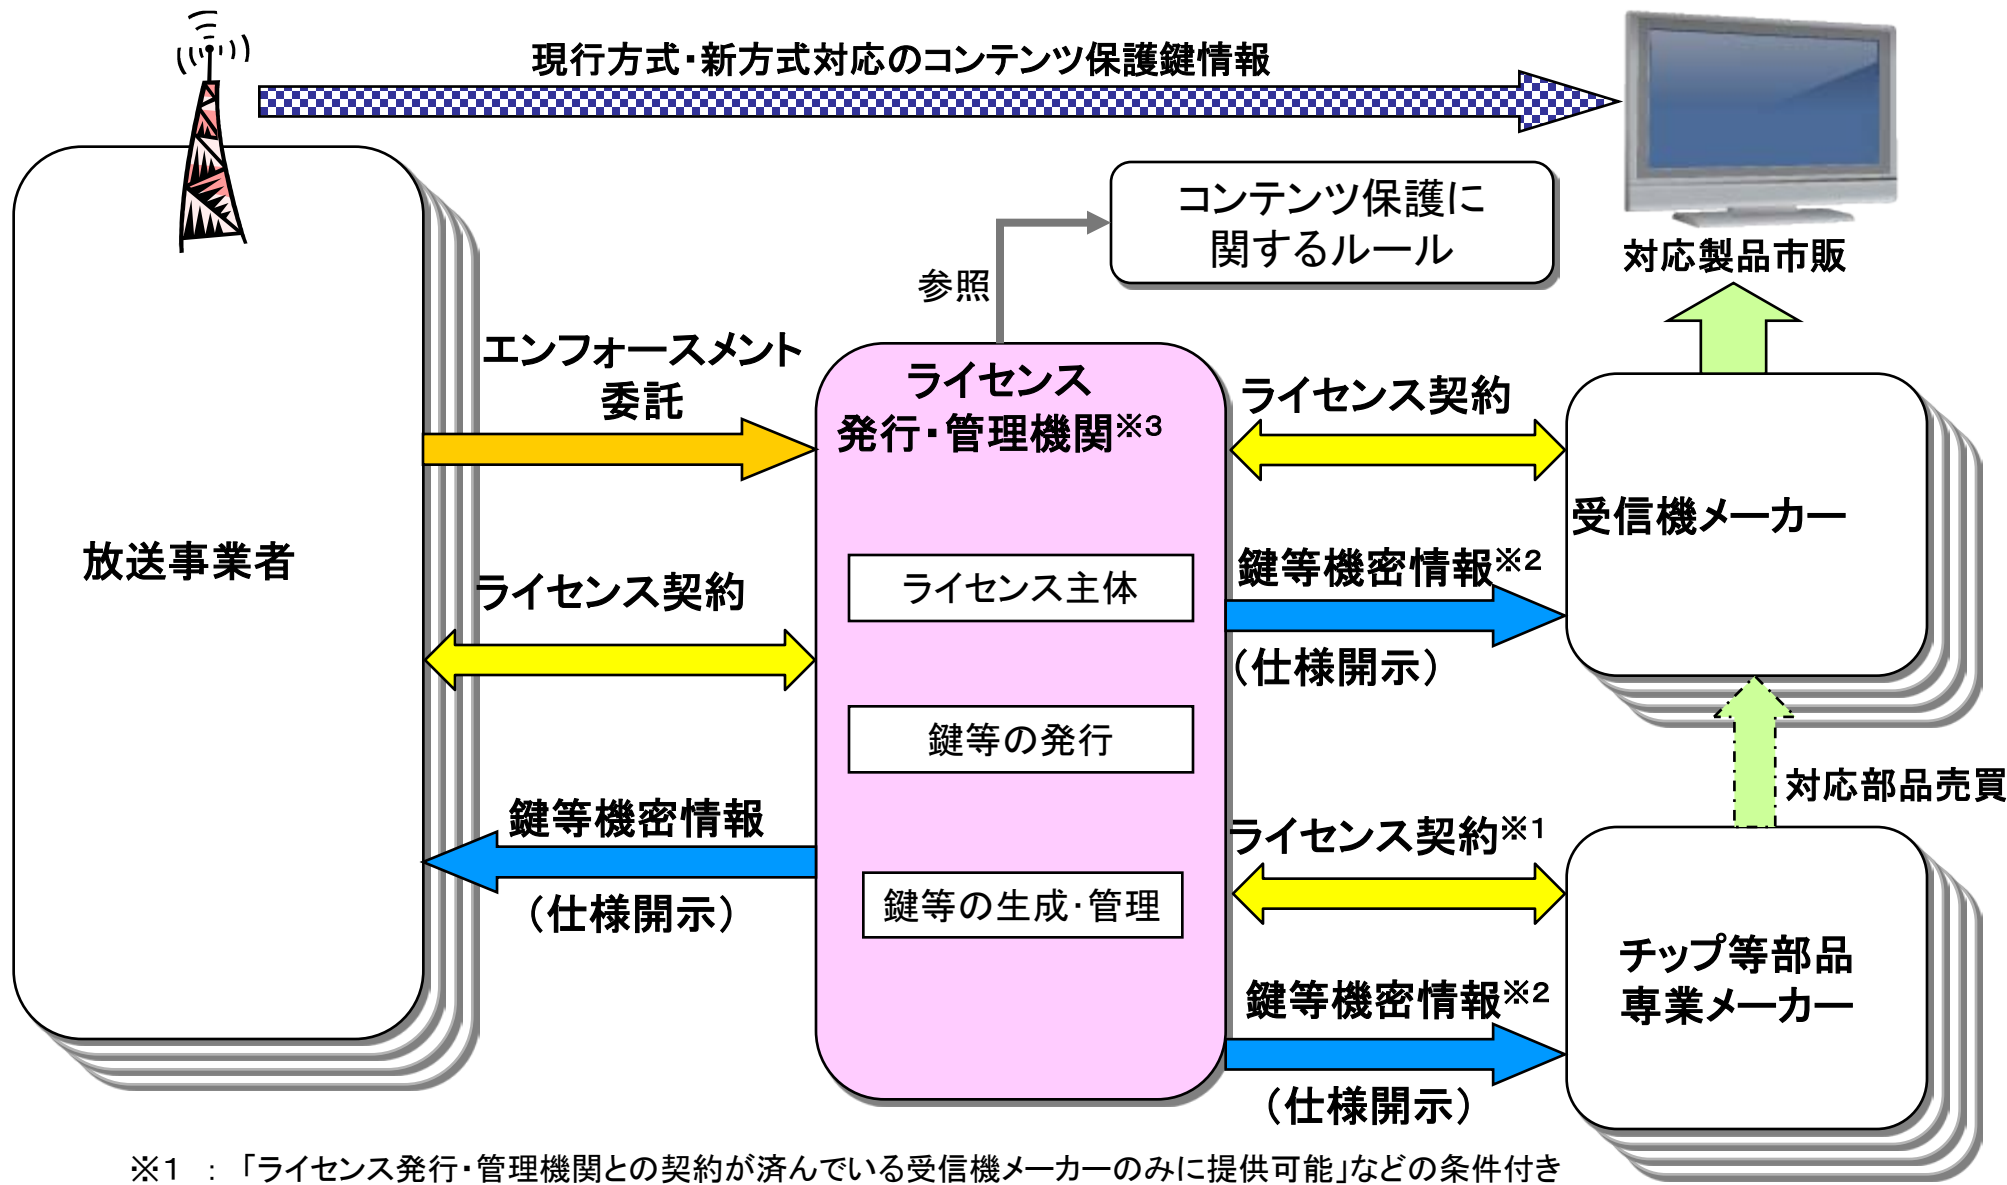 現行方式・新方式対応のコンテンツ保護鍵情報
コンテンツ保護に
関するルール
対応製品市販
参照
エンフォースメント
委託
ライセンス
発行・管理機関※3
ライセンス契約
受信機メーカー
放送事業者
ライセンス契約
ライセンス主体
鍵等機密情報※2
（仕様開示）
鍵等の発行
対応部品売買
鍵等機密情報
（仕様開示）
鍵等の生成・管理
ライセンス契約※1
チップ等部品
専業メーカー
鍵等機密情報※2
（仕様開示）
※1 ： 「ライセンス発行・管理機関との契約が済んでいる受信機メーカーのみに提供可能」などの条件付き